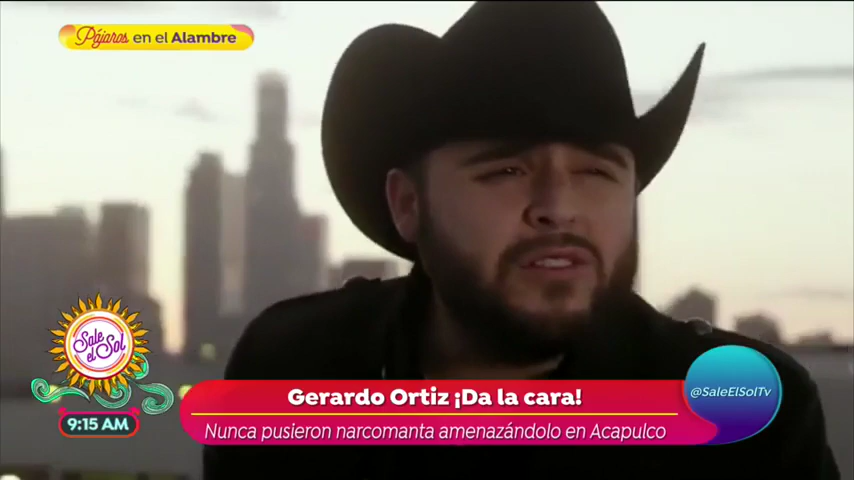 Pájaros en el Alambre
Sale el Sol
9:15 AM
Gerardo Ortiz ¡Da la cara!
Nunca pusieron narcomanta amenazándolo en Acapulco
@SaleElSolTv